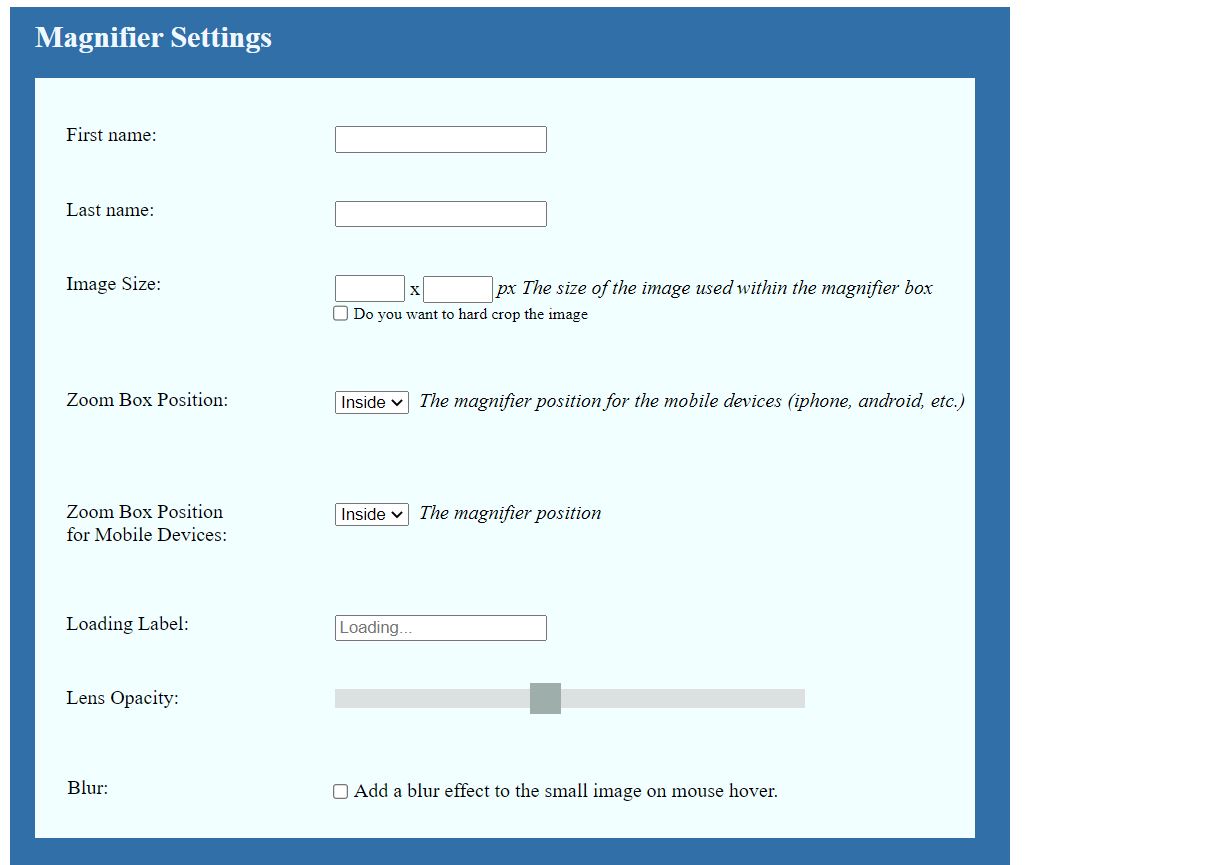 Magnifier Settings
First name:
Last name:
Image Size: x px The size of the image used within the magnifier box
Do you want to hard crop the image
Zoom Box Position: Inside The magnifier position for the mobile devices (iphone, android, etc.)
Zoom Box Position Inside The magnifier position
for Mobile Devices:
Loading Label: Loading...
Lens Opacity:
Blur: Add a blur effect to the small image on mouse hover.